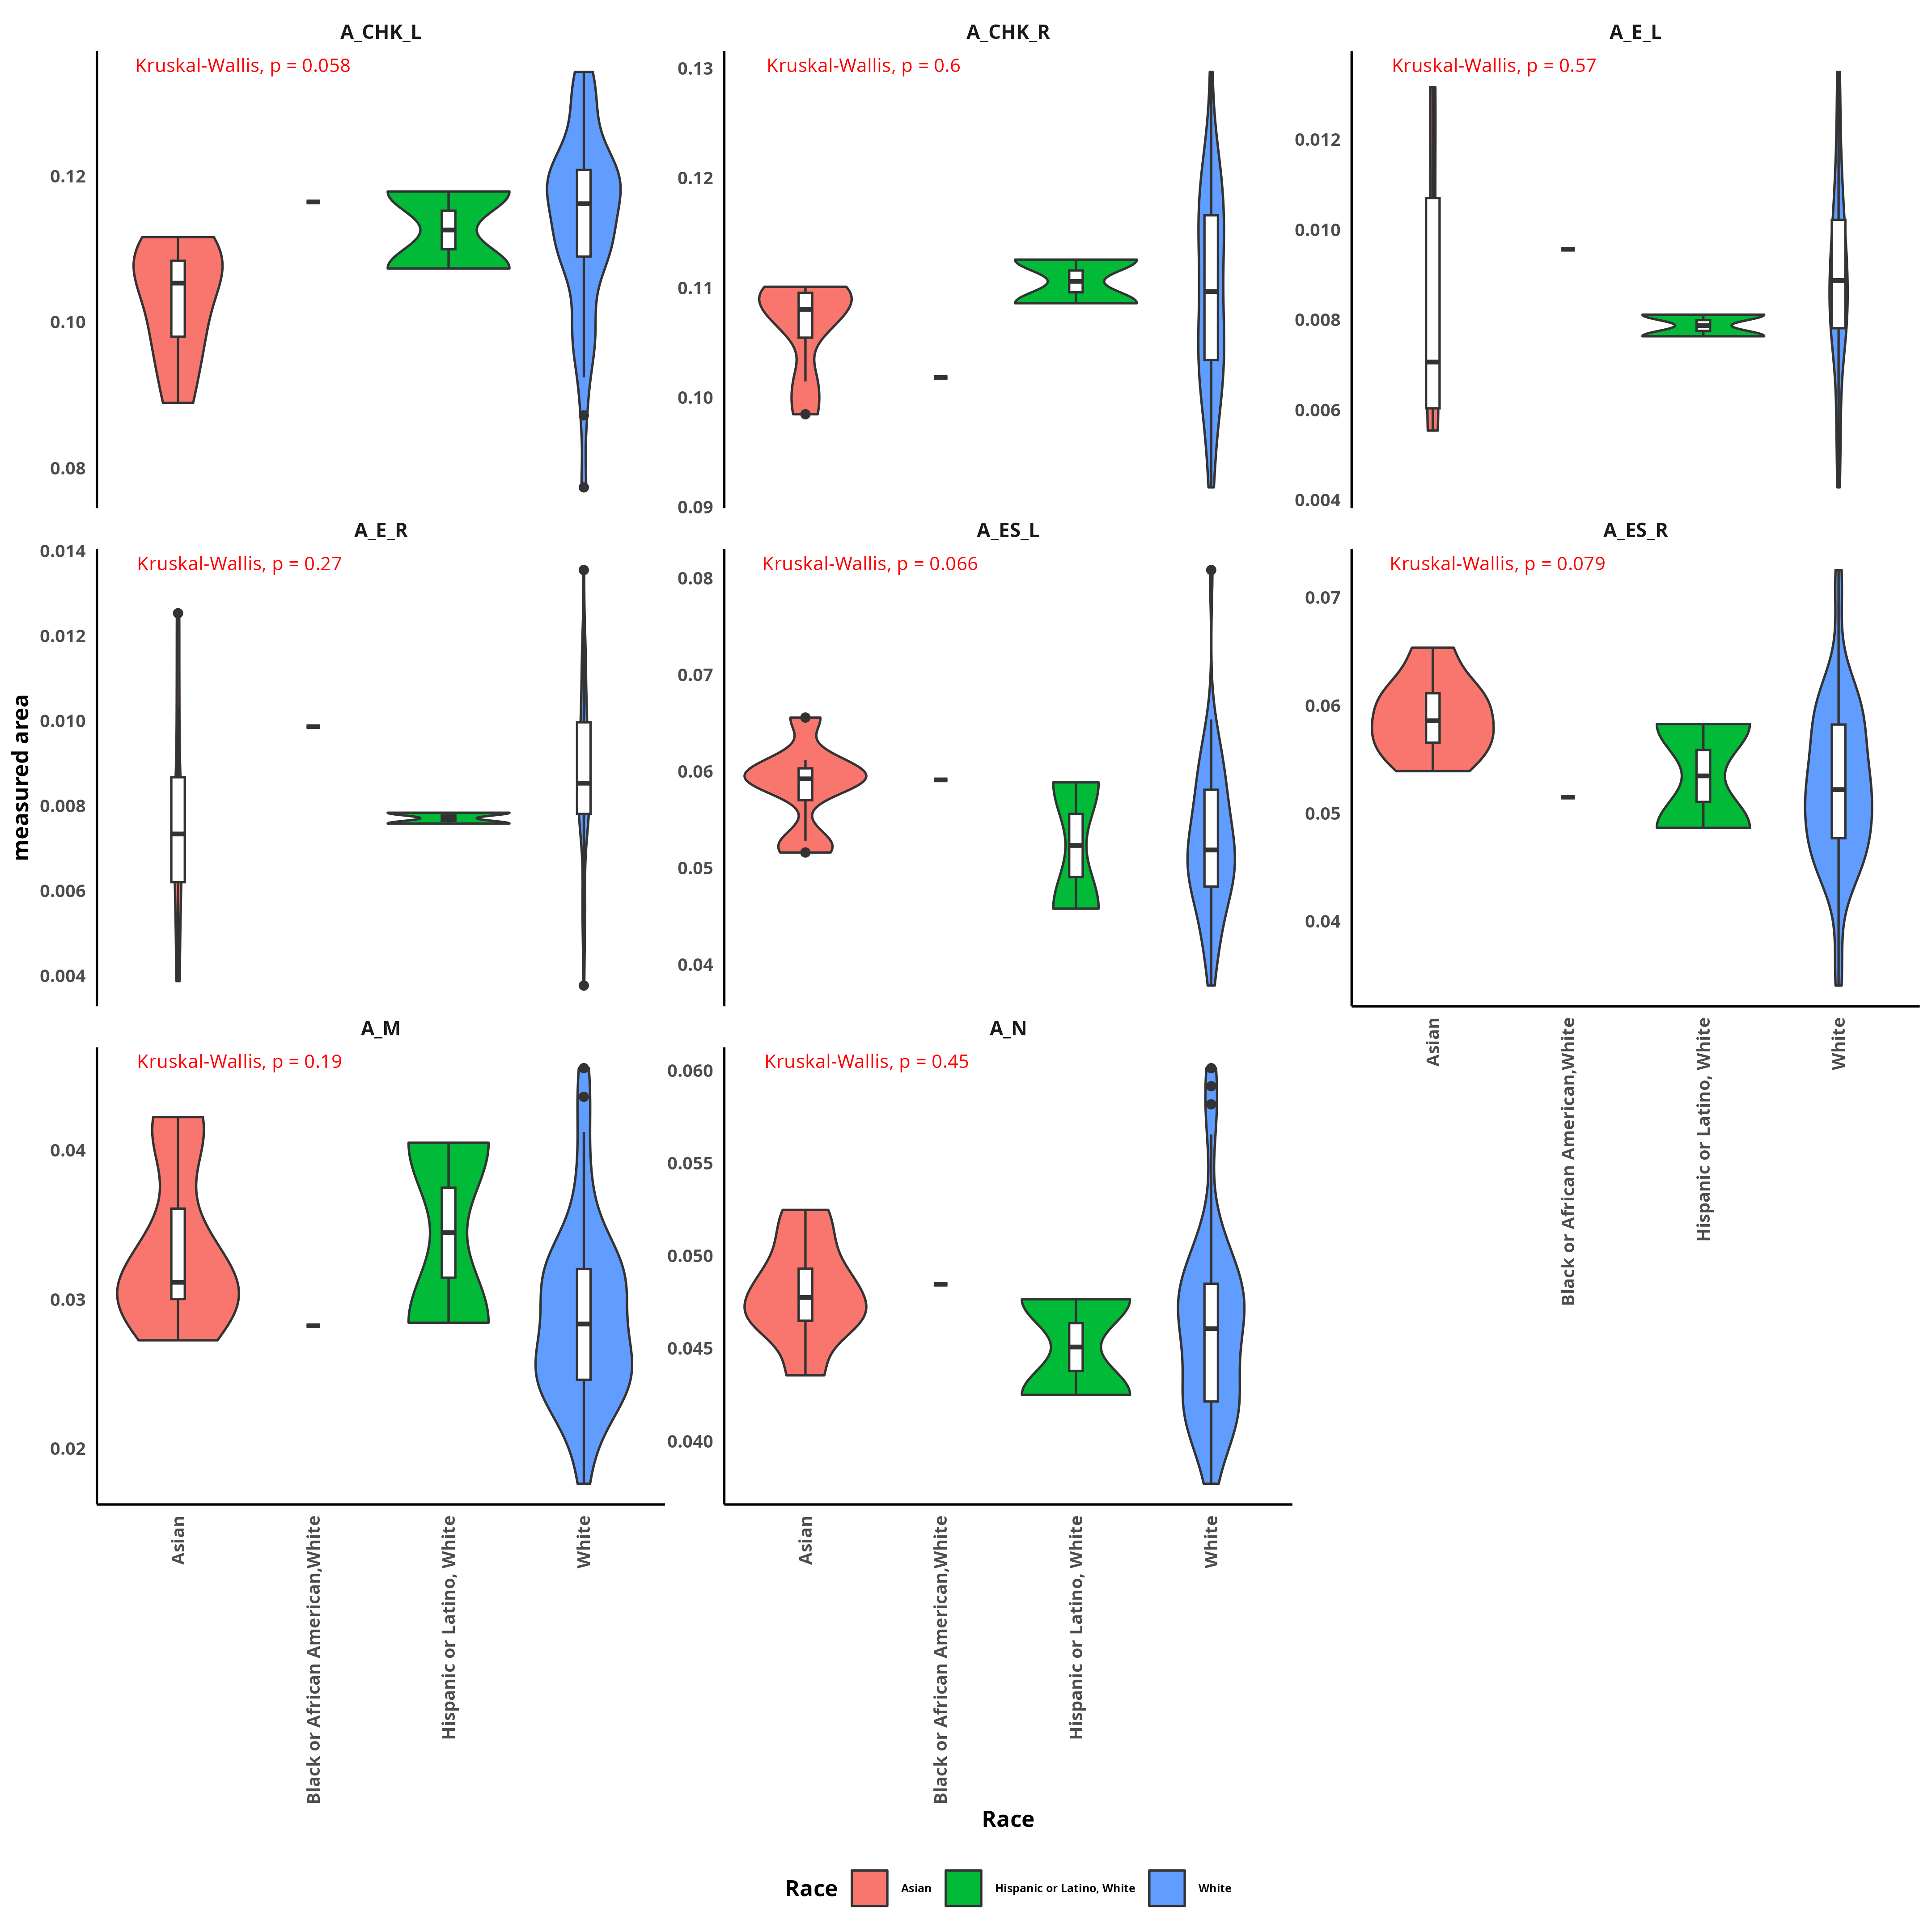 A_CHK_L
Kruskal-Wallis, p = 0.058
0.12
0.10
0.08
A_CHK_R
Kruskal-Wallis, p = 0.6
0.13
0.12
0.11
0.10
0.09
A_E_L
Kruskal-Wallis, p = 0.57
0.012
0.010
0.008
0.006
0.004
measured area
A_E_R
Kruskal-Wallis, p = 0.27
0.014
0.012
0.010
0.008
0.006
0.004
A_ES_L
Kruskal-Wallis, p = 0.066
0.08
0.07
0.06
0.05
0.04
A_ES_R
Kruskal-Wallis, p = 0.079
0.07
0.06
0.05
0.04
Asian
Black or African American,White
Hispanic or Latino, White
White
A_M
Kruskal-Wallis, p = 0.19
0.04
0.03
0.02
Asian
Black or African American,White
Hispanic or Latino, White
White
A_N
Kruskal-Wallis, p = 0.45
0.060
0.055
0.050
0.045
0.040
Asian
Black or African American,White
Hispanic or Latino, White
White
Race
Race
Asian
Hispanic or Latino, White
White